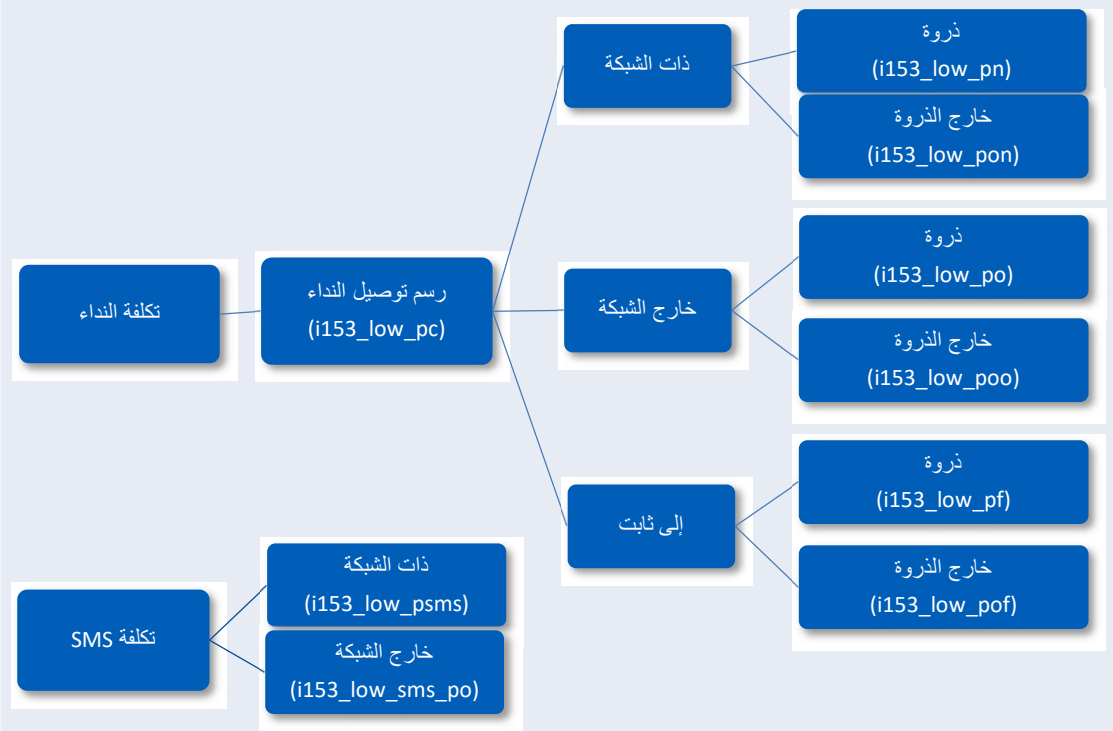 ذات الشبكة
ذروة
(i153_low_pn)
خارج الذروة
(i153_low_pon)
تكلفة النداء
رسم توصيل النداء
(i153_low_pc)
خارج الشبكة
ذروة
(i153_low_po)
خارج الذروة
(i153_low_poo)
إلى ثابت
ذروة
(i153_low_pf)
خارج الذروة
(i153_low_pof)
تكلفة SMS
ذات الشبكة
(i153_low_psms)
خارج الشبكة
(i153_low_sms_po)